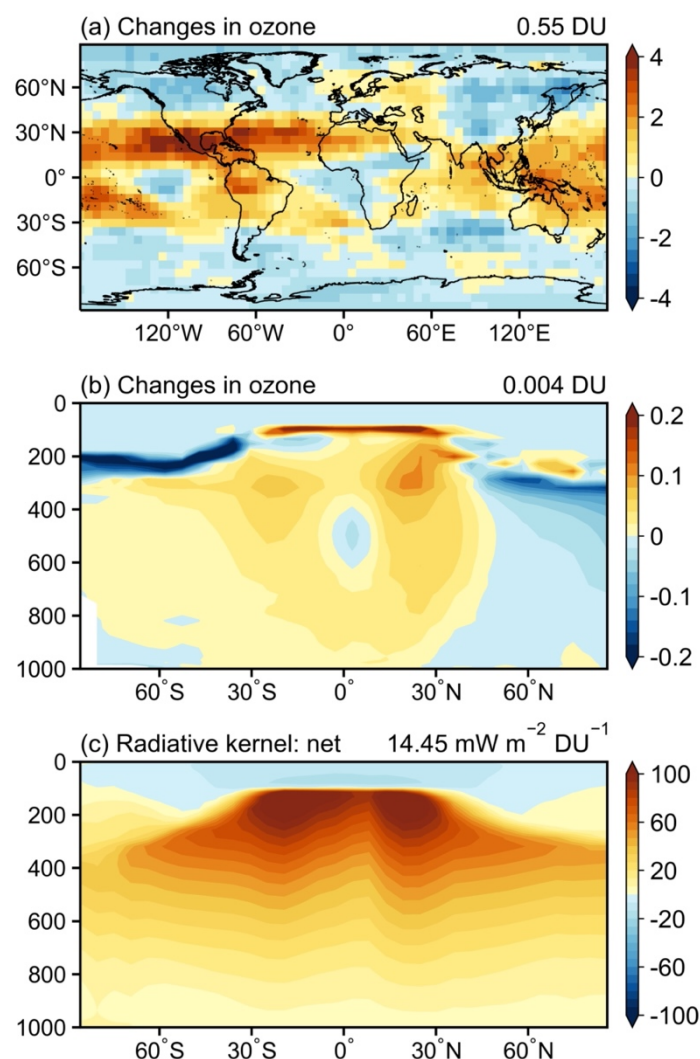 (a) Changes in ozone 0.55 DU
60°N
30°N
0°
30°S
60°S
120°W 60°W 0° 60°E 120°E
4
2
0
-2
-4
(b) Changes in ozone 0.004 DU
0
200
400
600
800
1000
60°S 30°S 0° 30°N 60°N
0.2
0.1
0
-0.1
-0.2
(c) Radiative kernel: net 14.45 mW m⁻² DU⁻¹
0
200
400
600
800
1000
60°S 30°S 0° 30°N 60°N
100
60
20
-20
-60
-100